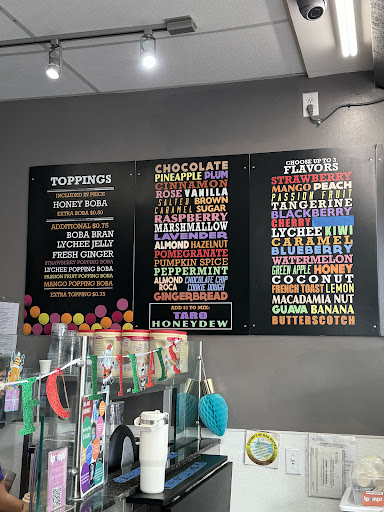 TOPPINGS
INCLUDED IN PRICE
HONEY BOBA
EXTRA BOBA $0.50
ADDITIONAL $0.75
BOBA BRAN
LYCHEE JELLY
FRESH GINGER
STRAWBERRY POPPING BOBA
LYCHEE POPPING BOBA
PASSION FRUIT POPPING BOBA
MANGO POPPING BOBA
EXTRA TOPPING $0.25
CHOCOLATE
PINEAPPLE PLUM
CINNAMON
ROSE VANILLA
SALTED BROWN
CARAMEL SUGAR
RASPBERRY
MARSHMALLOW
LAVENDER
ALMOND HAZELNUT
POMEGRANATE
PUMPKIN SPICE
PEPPERMINT
ALMOND CHOCOLATE CHIP
ROCA COOKIE DOUGH
GINGERBREAD
ADD $1 TO MIX:
TARO
HONEYDEW
CHOOSE UP TO 3
FLAVORS
STRAWBERRY
MANGO PEACH
PASSION FRUIT
TANGERINE
BLACKBERRY
CHERRY
LYCHEE KIWI
CARAMEL
BLUEBERRY
WATERMELON
GREEN APPLE HONEY
COCONUT
FRENCH TOAST LEMON
MACADAMIA NUT
GUAVA BANANA
BUTTERSCOTCH